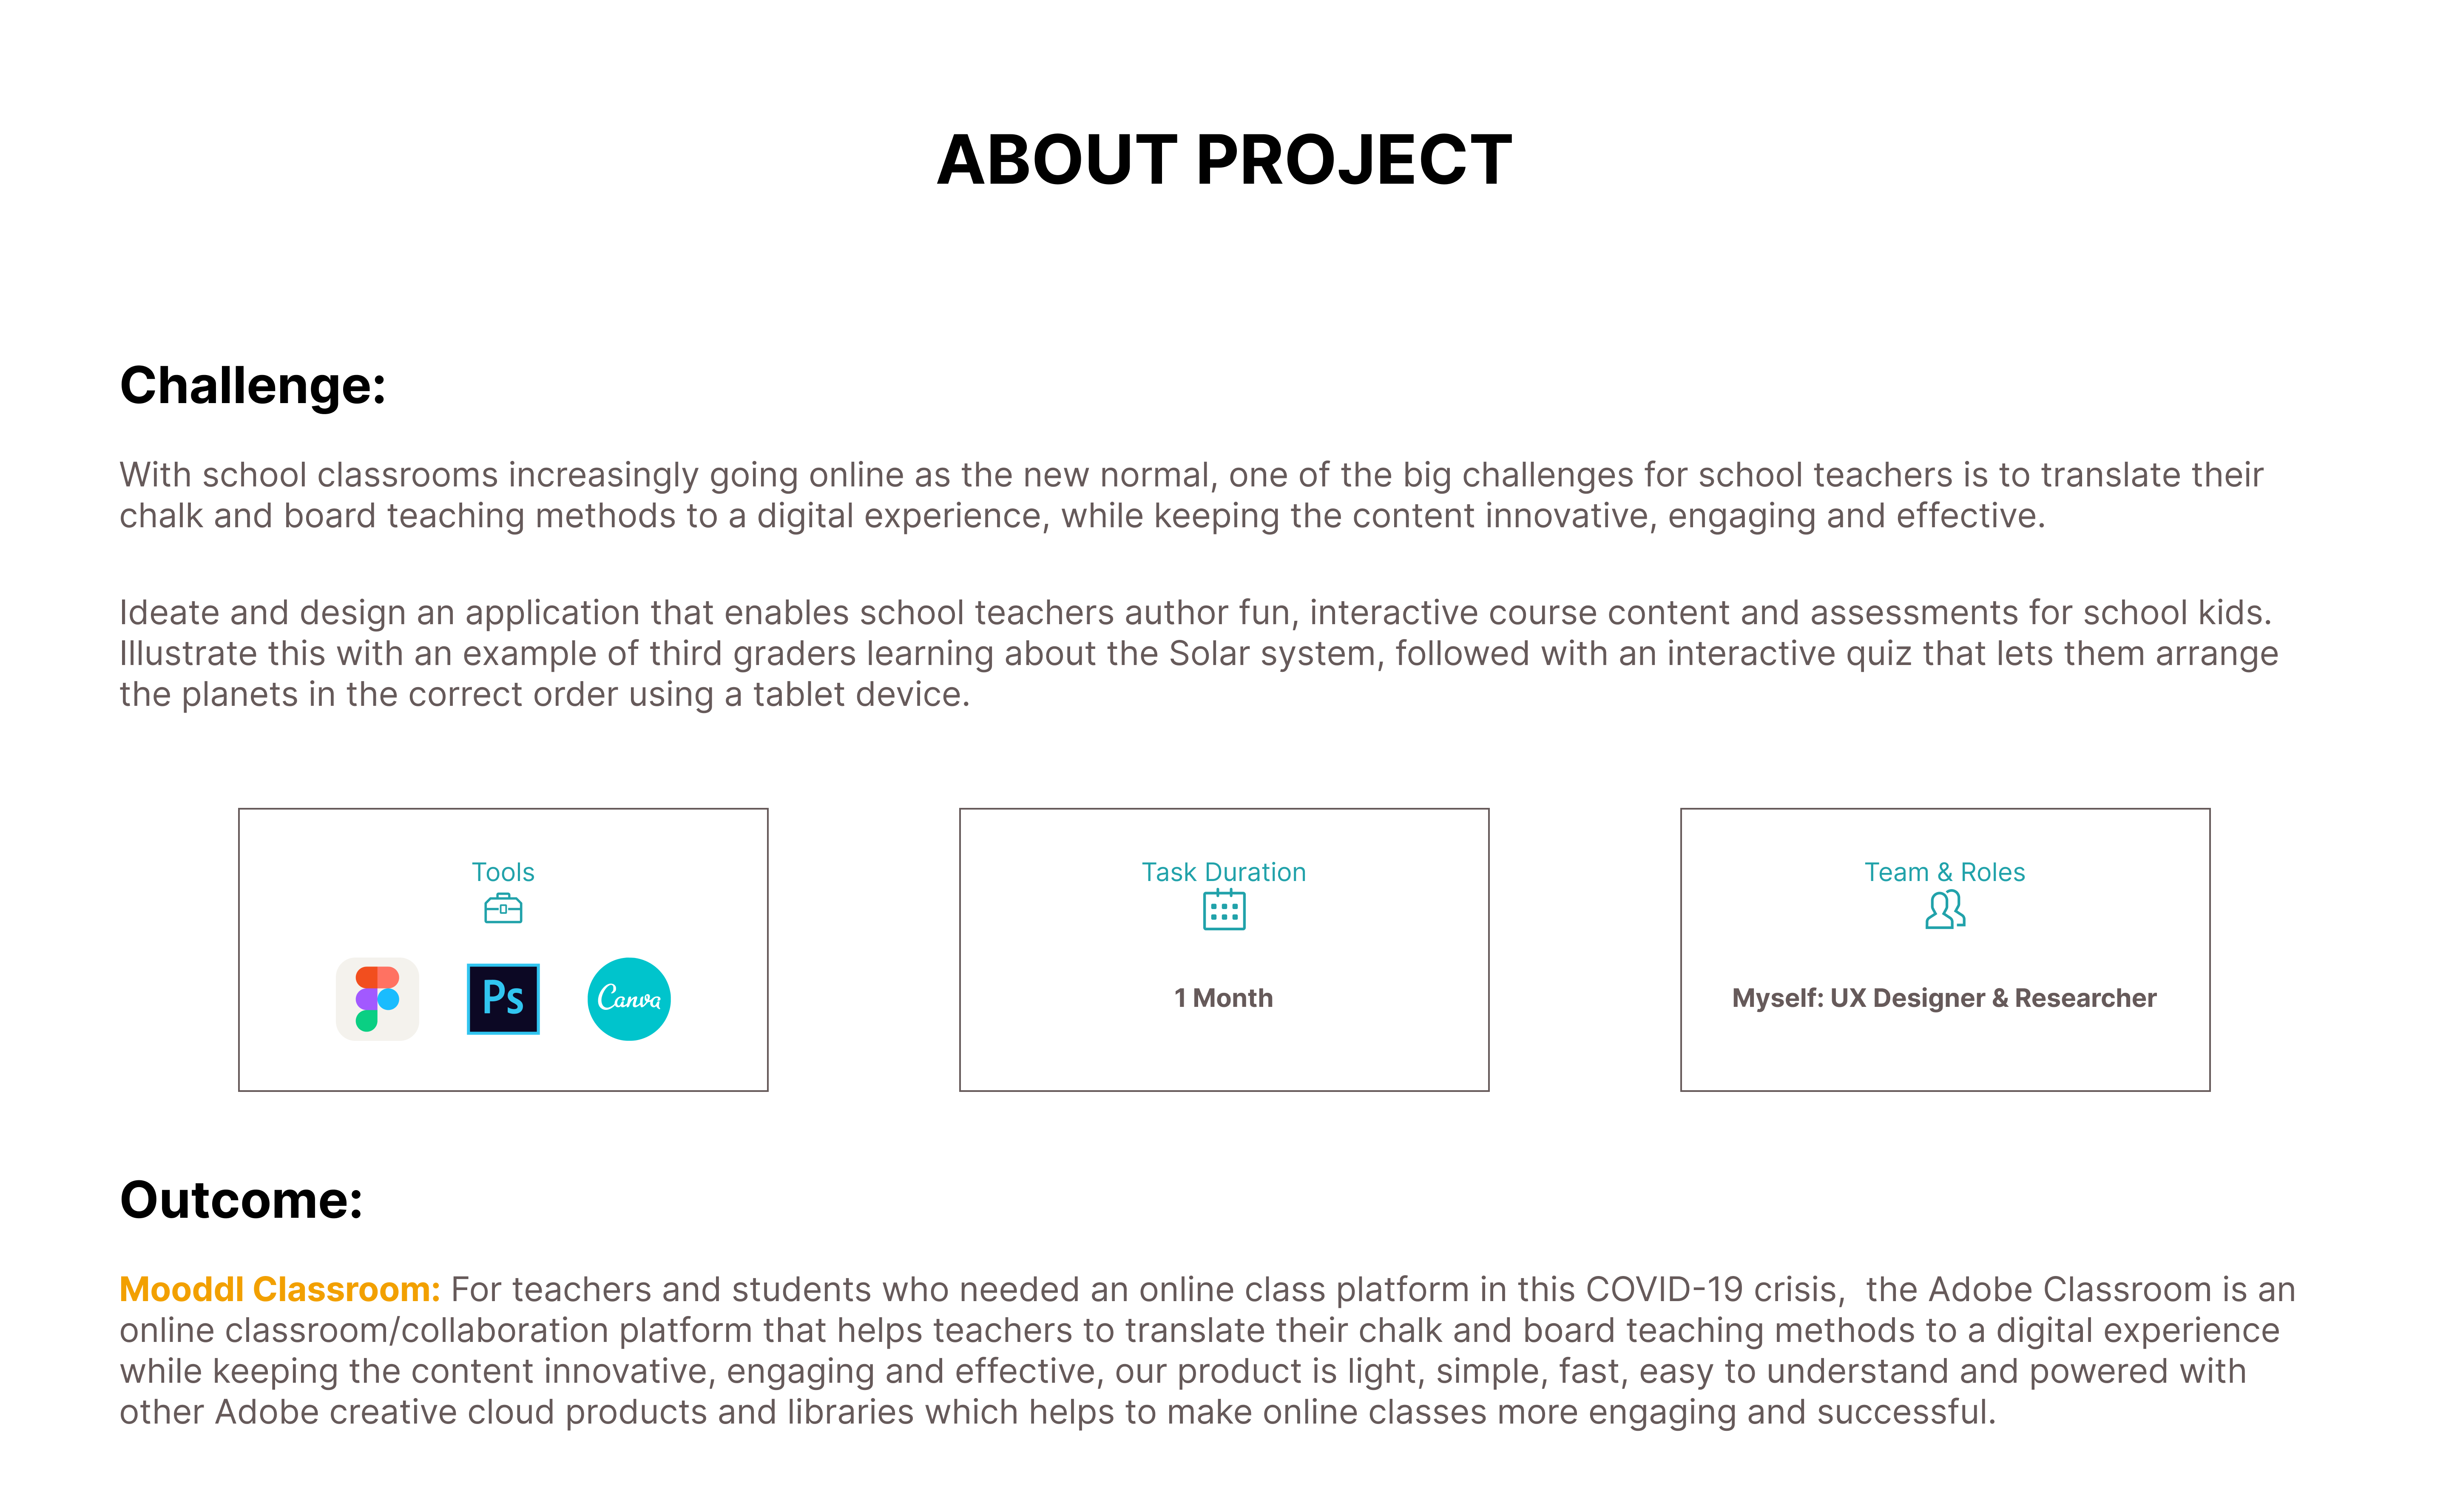 ABOUT PROJECT
Challenge:
With school classrooms increasingly going online as the new normal, one of the big challenges for school teachers is to translate their
chalk and board teaching methods to a digital experience, while keeping the content innovative, engaging and effective.
Ideate and design an application that enables school teachers author fun, interactive course content and assessments for school kids.
Illustrate this with an example of third graders learning about the Solar system, followed with an interactive quiz that lets them arrange
the planets in the correct order using a tablet device.
Tools
Ps
Canva
Task Duration
1 Month
Team & Roles
Myself: UX Designer & Researcher
Outcome:
Mooddl Classroom: For teachers and students who needed an online class platform in this COVID-19 crisis,  the Adobe Classroom is an
online classroom/collaboration platform that helps teachers to translate their chalk and board teaching methods to a digital experience
while keeping the content innovative, engaging and effective, our product is light, simple, fast, easy to understand and powered with
other Adobe creative cloud products and libraries which helps to make online classes more engaging and successful.